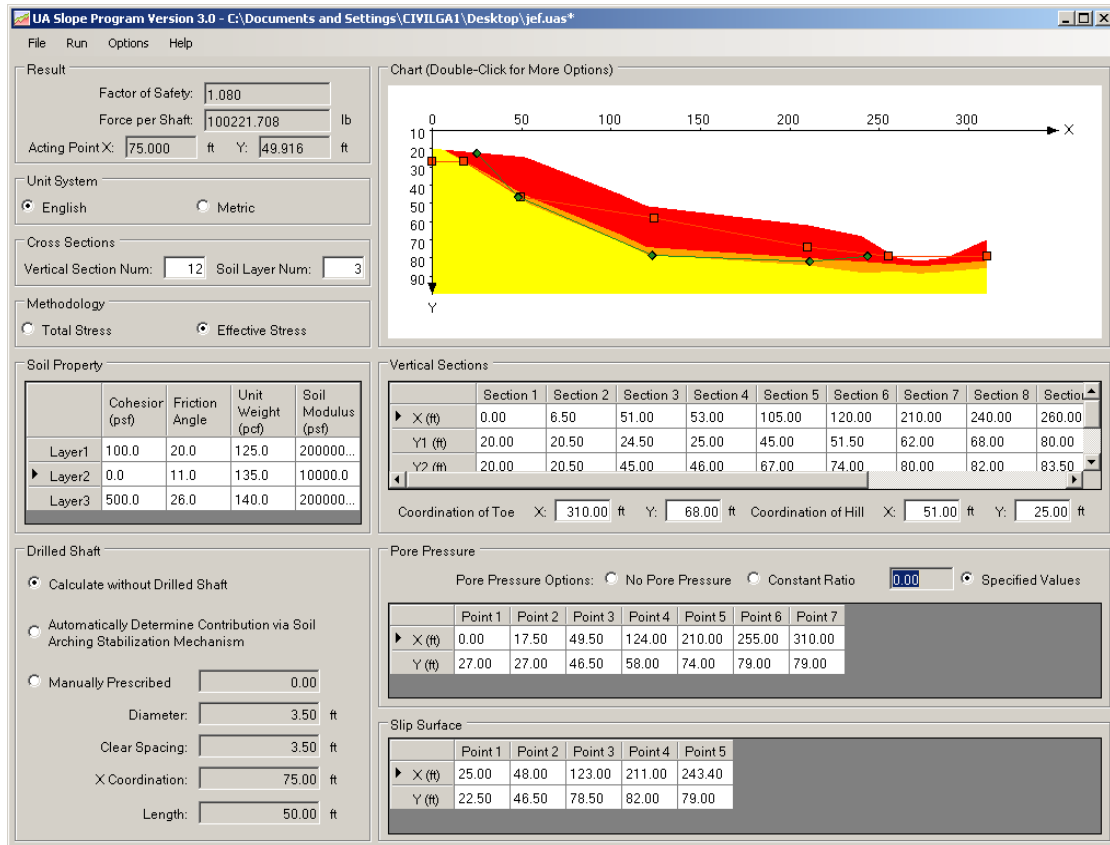 UA Slope Program Version 3.0 - C:\Documents and Settings\CIVILGA1\Desktop\jef.uas*
File Run Options Help
Result
Factor of Safety: 1.080
Force per Shaft: 100221.708 lb
Acting Point X: 75.000 ft Y: 49.916 ft
Unit System
English Metric
Cross Sections
Vertical Section Num: 12 Soil Layer Num: 3
Methodology
Total Stress Effective Stress
Chart (Double-Click for More Options)
0 50 100 150 200 250 300 X
10
20
30
40
50
60
70
80
90
Y
Soil Property
Cohesior (psf) Friction Angle Unit Weight (pcf) Soil Modulus (psf)
Layer1 100.0 20.0 125.0 200000...
Layer2 0.0 11.0 135.0 10000.0
Layer3 500.0 26.0 140.0 200000...
Vertical Sections
Section 1 Section 2 Section 3 Section 4 Section 5 Section 6 Section 7 Section 8 Section
X (ft) 0.00 6.50 51.00 53.00 105.00 120.00 210.00 240.00 260.00
Y1 (ft) 20.00 20.50 24.50 25.00 45.00 51.50 62.00 68.00 80.00
Y2 (ft) 20.00 20.50 45.00 46.00 67.00 74.00 80.00 82.00 83.50
Coordination of Toe X: 310.00 ft Y: 68.00 ft Coordination of Hill X: 51.00 ft Y: 25.00 ft
Drilled Shaft
Calculate without Drilled Shaft
Automatically Determine Contribution via Soil
Arching Stabilization Mechanism
Manually Prescribed 0.00
Diameter: 3.50 ft
Clear Spacing: 3.50 ft
X Coordination: 75.00 ft
Length: 50.00 ft
Pore Pressure
Pore Pressure Options: No Pore Pressure Constant Ratio 0.00 Specified Values
Point 1 Point 2 Point 3 Point 4 Point 5 Point 6 Point 7
X (ft) 0.00 17.50 49.50 124.00 210.00 255.00 310.00
Y (ft) 27.00 27.00 46.50 58.00 74.00 79.00 79.00
Slip Surface
Point 1 Point 2 Point 3 Point 4 Point 5
X (ft) 25.00 48.00 123.00 211.00 243.40
Y (ft) 22.50 46.50 78.50 82.00 79.00